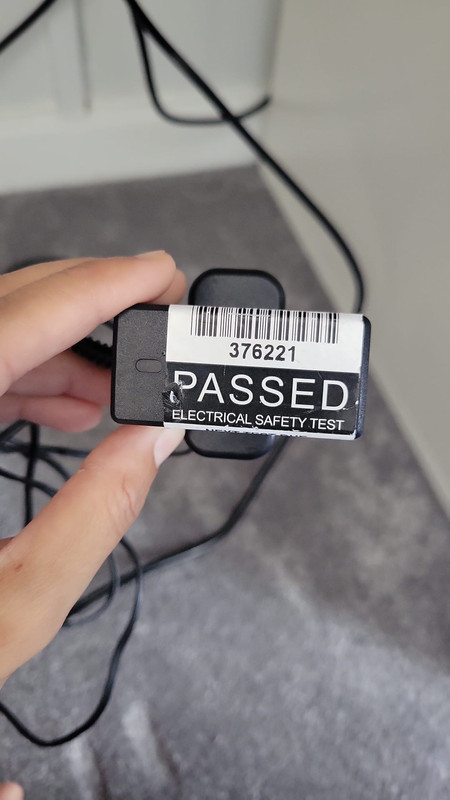 376221
PASSED
ELECTRICAL SAFETY TEST